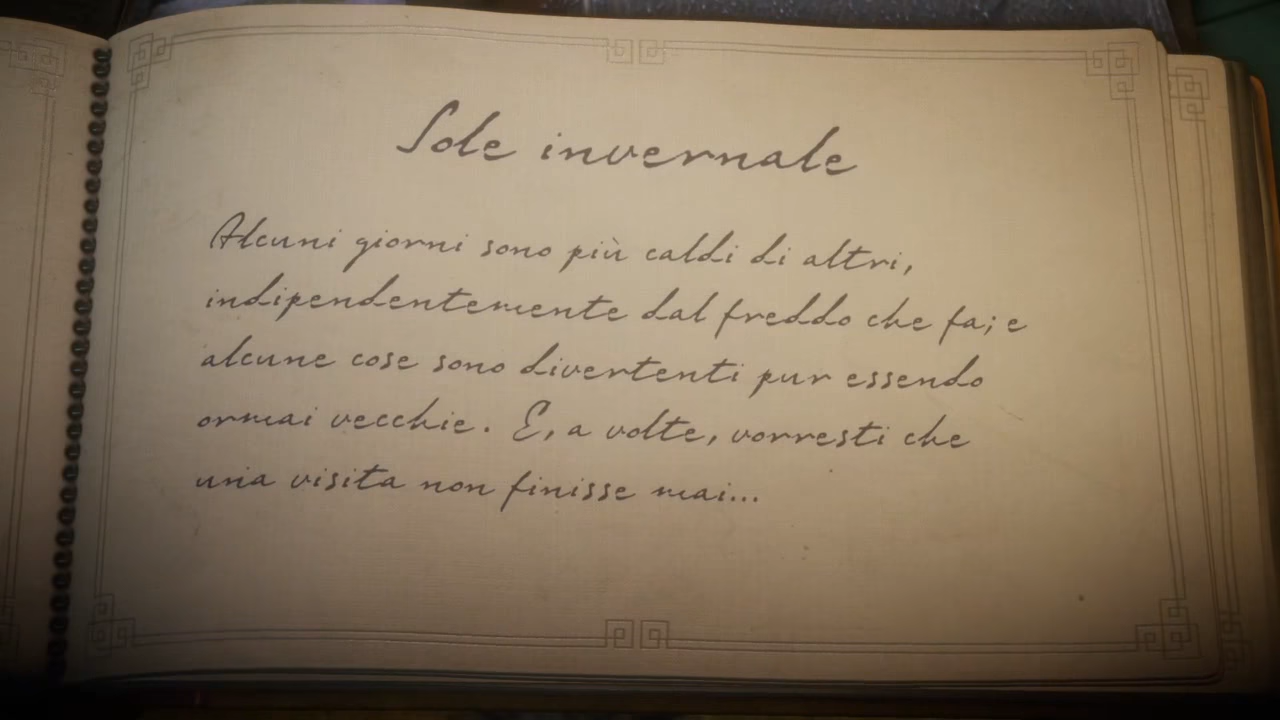 Sole invernale
Alcuni giorni sono più caldi di altri,
indipendentemente dal freddo che fa; e
alcune cose sono divertenti pur essendo
ormai vecchie. E, a volte, vorresti che
una visita non finisse mai...